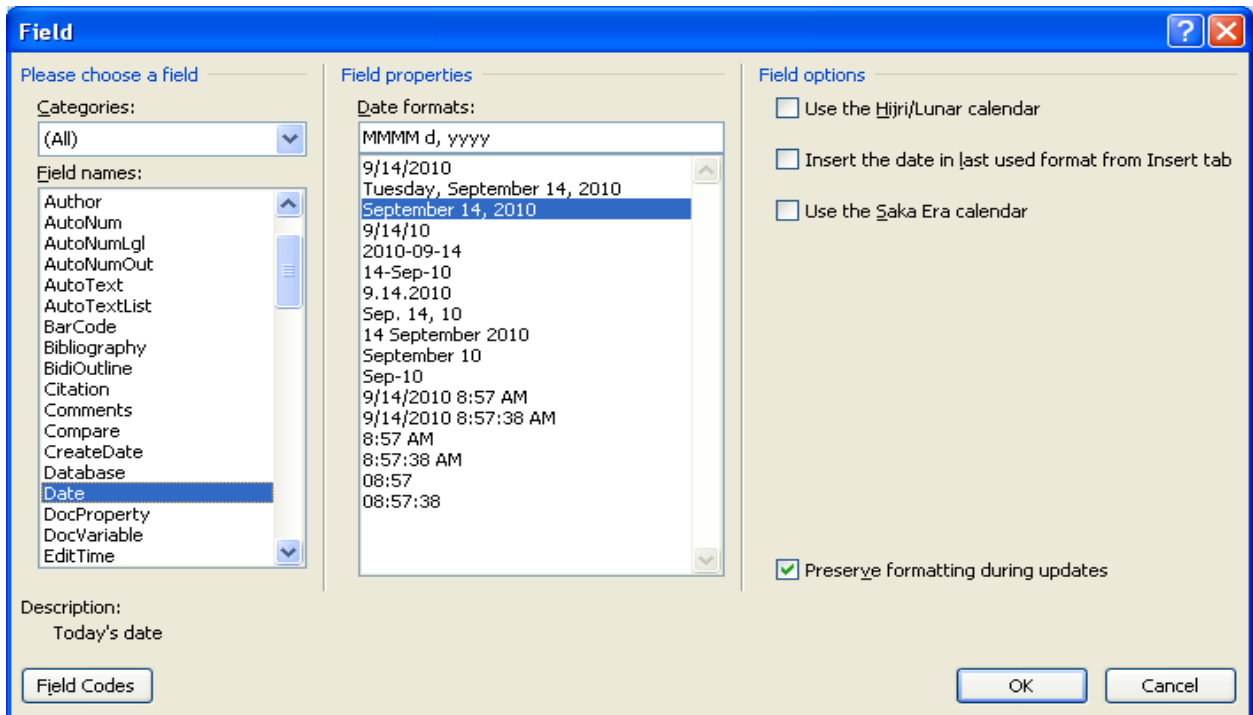 Field
Please choose a field
Categories:
(All)
Field names:
Author
AutoNum
AutoNumLgl
AutoNumOut
AutoText
AutoTextList
BarCode
Bibliography
BidiOutline
Citation
Comments
Compare
CreateDate
Database
Date
DocProperty
DocVariable
EditTime
Description:
Today's date
Field Codes
Field properties
Date formats:
MMMM d, yyyy
9/14/2010
Tuesday, September 14, 2010
September 14, 2010
9/14/10
2010-09-14
14-Sep-10
9.14.2010
Sep. 14, 10
14 September 2010
September 10
Sep-10
9/14/2010 8:57 AM
9/14/2010 8:57:38 AM
8:57 AM
8:57:38 AM
08:57
08:57:38
Field options
Use the Hijri/Lunar calendar
Insert the date in last used format from Insert tab
Use the Saka Era calendar
Preserve formatting during updates
OK
Cancel